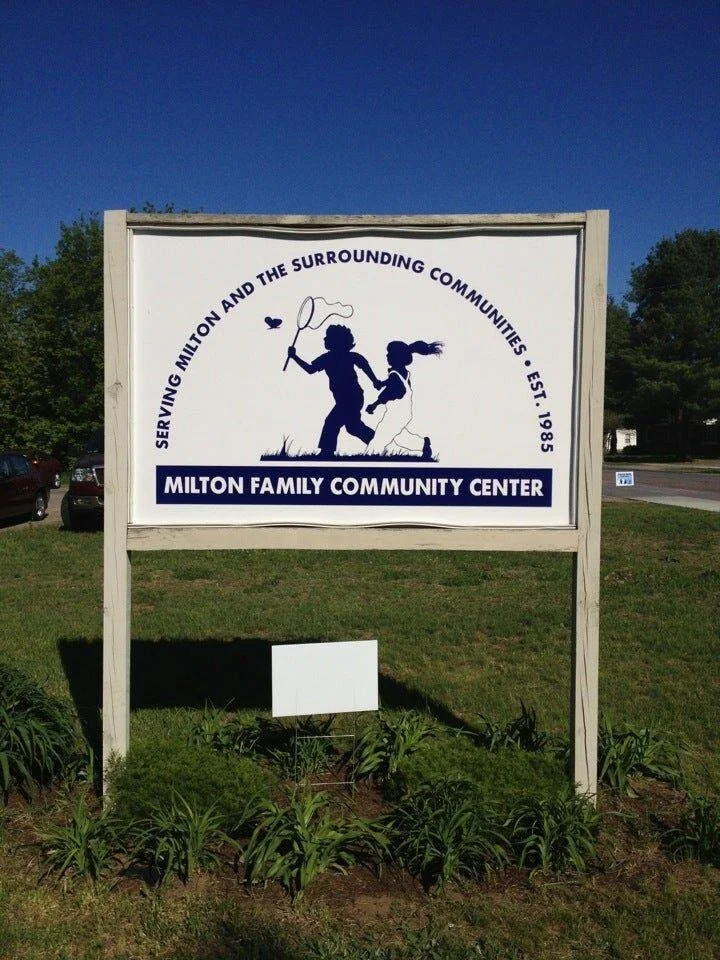 SERVING MILTON AND THE SURROUNDING COMMUNITIES • EST. 1985
MILTON FAMILY COMMUNITY CENTER